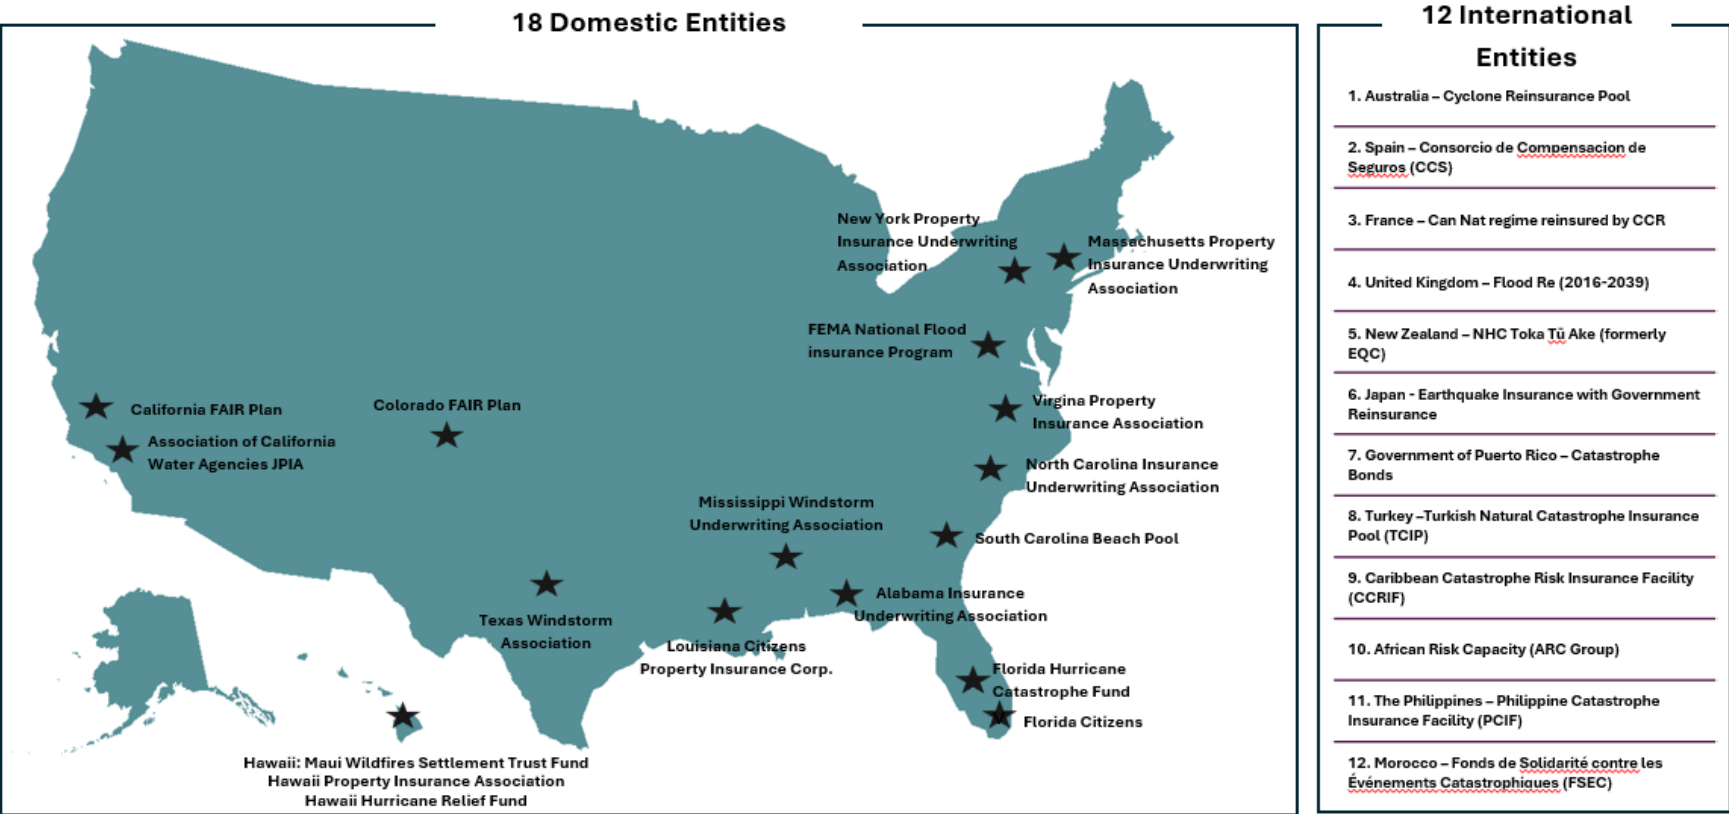 18 Domestic Entities
New York Property
Insurance Underwriting
Association
Massachusetts Property
Insurance Underwriting
Association
FEMA National Flood
insurance Program
California FAIR Plan
Association of California
Water Agencies JPIA
Colorado FAIR Plan
Virgina Property
Insurance Association
North Carolina Insurance
Underwriting Association
Mississippi Windstorm
Underwriting Association
South Carolina Beach Pool
Texas Windstorm
Association
Alabama Insurance
Underwriting Association
Louisiana Citizens
Property Insurance Corp.
Florida Hurricane
Catastrophe Fund
Florida Citizens
Hawaii: Maui Wildfires Settlement Trust Fund
Hawaii Property Insurance Association
Hawaii Hurricane Relief Fund
12 International
Entities
1. Australia – Cyclone Reinsurance Pool
2. Spain – Consorcio de Compensacion de
Seguros (CCS)
3. France – Can Nat regime reinsured by CCR
4. United Kingdom – Flood Re (2016-2039)
5. New Zealand – NHC Toka Tū Ake (formerly
EQC)
6. Japan - Earthquake Insurance with Government
Reinsurance
7. Government of Puerto Rico – Catastrophe
Bonds
8. Turkey –Turkish Natural Catastrophe Insurance
Pool (TCIP)
9. Caribbean Catastrophe Risk Insurance Facility
(CCRIF)
10. African Risk Capacity (ARC Group)
11. The Philippines – Philippine Catastrophe
Insurance Facility (PCIF)
12. Morocco – Fonds de Solidarité contre les
Événements Catastrophiques (FSEC)